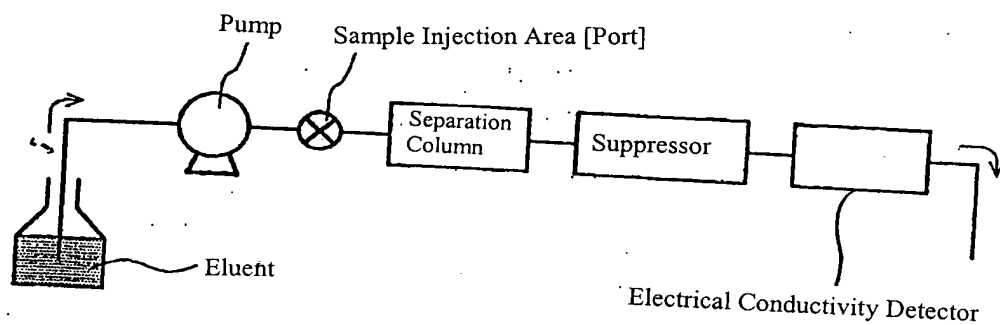 Pump
Sample Injection Area [Port]
Separation
Column
Suppressor
Eluent
Electrical Conductivity Detector